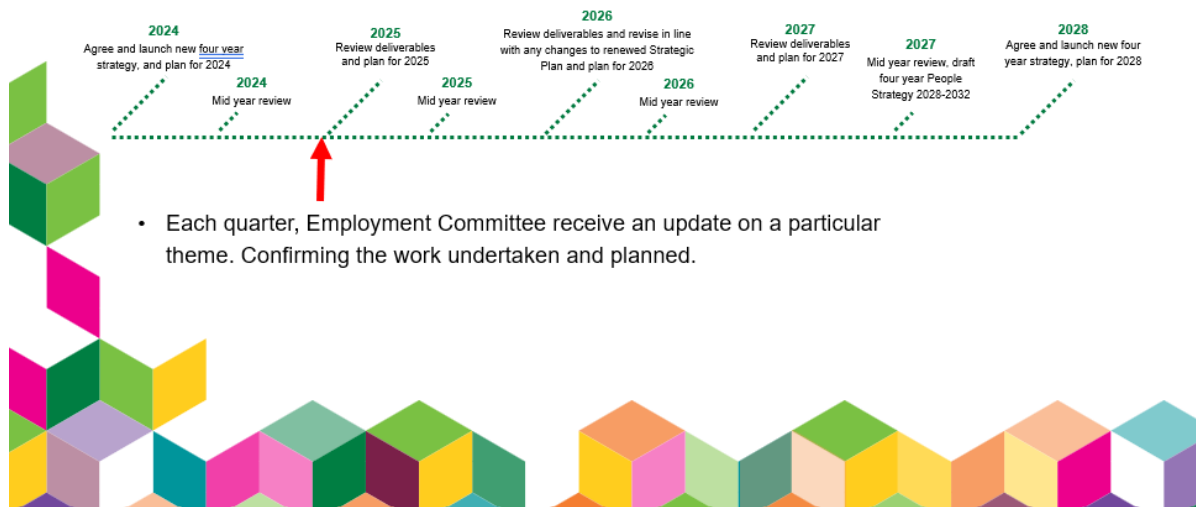 2024
Agree and launch new four year
strategy, and plan for 2024
2024
Mid year review
2025
Review deliverables
and plan for 2025
2025
Mid year review
2026
Review deliverables and revise in line
with any changes to renewed Strategic
Plan and plan for 2026
2026
Mid year review
2027
Review deliverables
and plan for 2027
2027
Mid year review, draft
four year People
Strategy 2028-2032
2028
Agree and launch new four
year strategy, plan for 2028
• Each quarter, Employment Committee receive an update on a particular
theme. Confirming the work undertaken and planned.